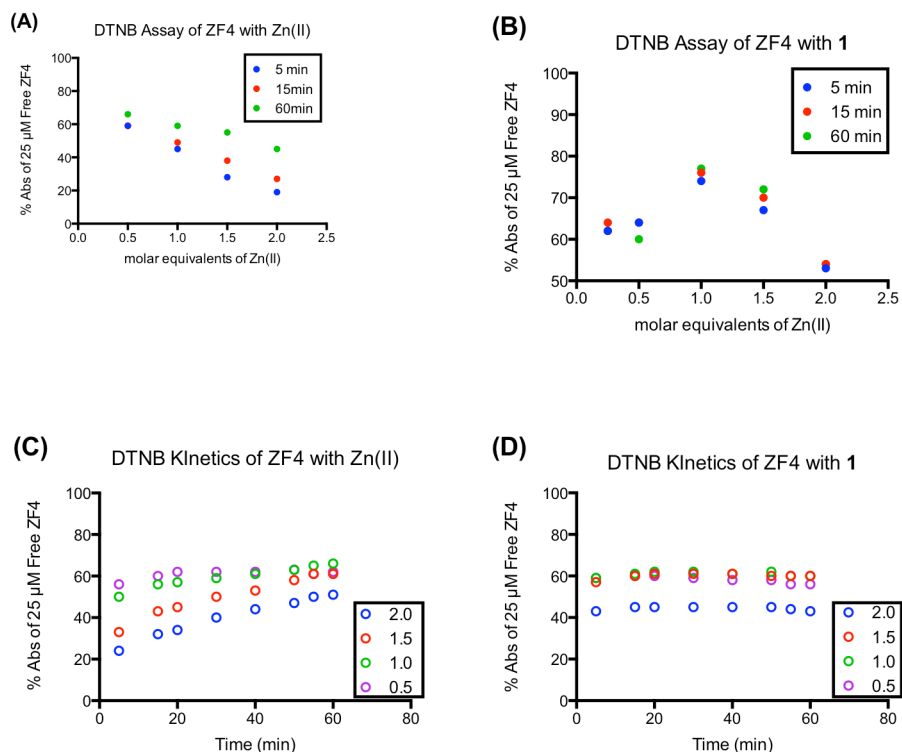 (A)
DTNB Assay of ZF4 with Zn(II)
% Abs of 25 µM Free ZF4
100
80
60
40
20
0
0.0 0.5 1.0 1.5 2.0 2.5
molar equivalents of Zn(II)
5 min
15min
60min
(B)
DTNB Assay of ZF4 with 1
% Abs of 25 µM Free ZF4
100
90
80
70
60
50
0.0 0.5 1.0 1.5 2.0 2.5
molar equivalents of Zn(II)
5 min
15 min
60 min
(C)
DTNB KInetics of ZF4 with Zn(II)
% Abs of 25 µM Free ZF4
100
80
60
40
20
0
0 20 40 60 80
Time (min)
2.0
1.5
1.0
0.5
(D)
DTNB KInetics of ZF4 with 1
% Abs of 25 µM Free ZF4
100
80
60
40
20
0
0 20 40 60 80
Time (min)
2.0
1.5
1.0
0.5